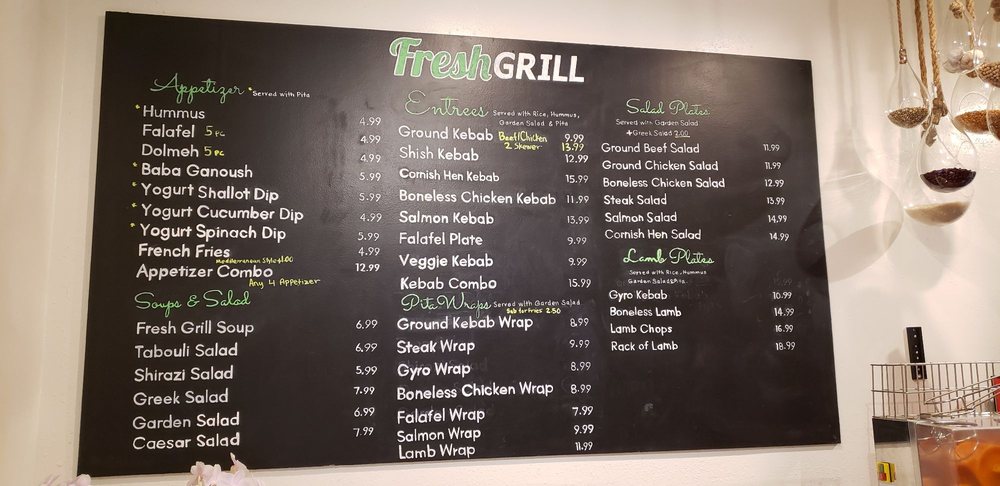 Fresh GRILL
Appetizer *Served with Pita
*Hummus 4.99
Falafel 5 PC 4.99
Dolmeh 5 PC 4.99
*Baba Ganoush 5.99
*Yogurt Shallot Dip 5.99
*Yogurt Cucumber Dip 4.99
*Yogurt Spinach Dip 5.99
French Fries 4.99
Mediterranean Style +1.00
Appetizer Combo 12.99
Any 4 Appetizer
Soups & Salad
Fresh Grill Soup 6.99
Tabouli Salad 6.99
Shirazi Salad 5.99
Greek Salad 7.99
Garden Salad 6.99
Caesar Salad 7.99
Entrees Served with Rice, Hummus,
Garden Salad & Pita
Ground Kebab Beef/Chicken 9.99
2 Skewer 13.99
Shish Kebab 12.99
Cornish Hen Kebab 15.99
Boneless Chicken Kebab 11.99
Salmon Kebab 13.99
Falafel Plate 9.99
Veggie Kebab 9.99
Kebab Combo 15.99
Pita Wraps Served with Garden Salad
Sub for fries 2.50
Ground Kebab Wrap 8.99
Steak Wrap 9.99
Gyro Wrap 8.99
Boneless Chicken Wrap 8.99
Falafel Wrap 7.99
Salmon Wrap 9.99
Lamb Wrap 11.99
Salad Plates
Served with Garden Salad
+Greek Salad 2.00
Ground Beef Salad 11.99
Ground Chicken Salad 11.99
Boneless Chicken Salad 12.99
Steak Salad 13.99
Salmon Salad 14.99
Cornish Hen Salad 14.99
Lamb Plates
Served with Rice, Hummus
Garden Salad & Pita
Gyro Kebab 10.99
Boneless Lamb 14.99
Lamb Chops 16.99
Rack of Lamb 18.99